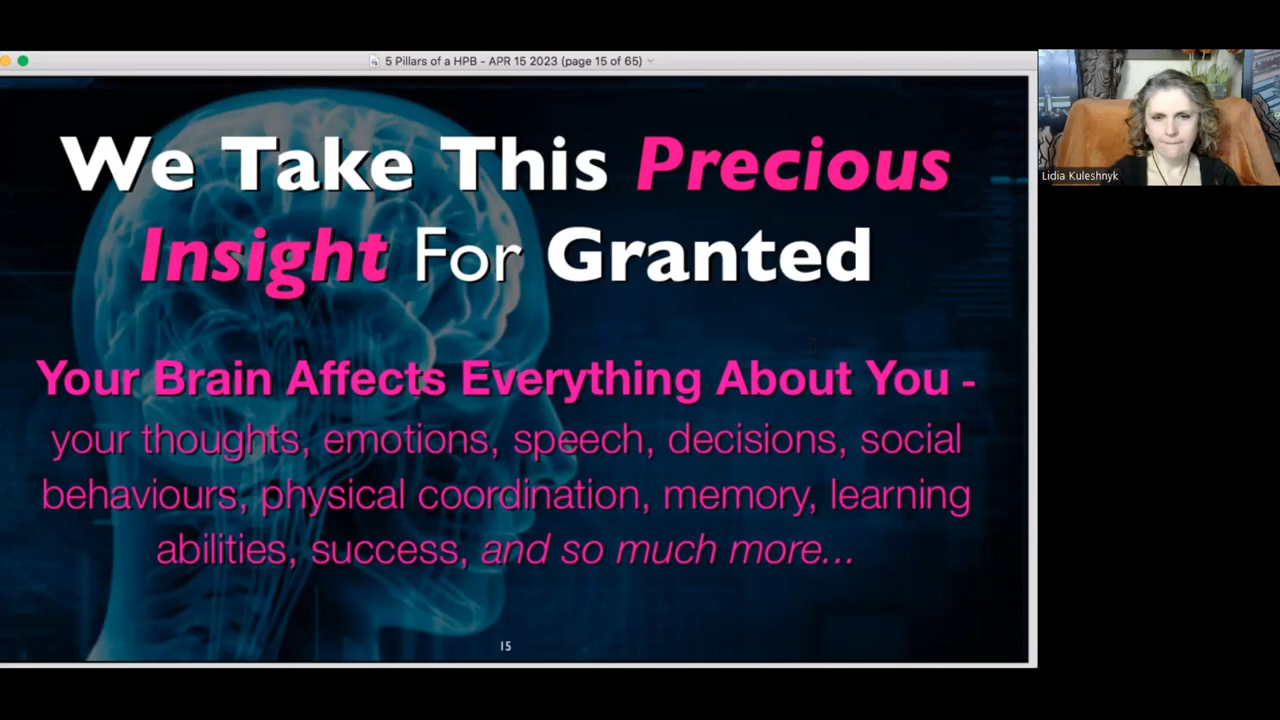 5 Pillars of a HPB - APR 15 2023 (page 15 of 65)
We Take This Precious
Insight For Granted
Your Brain Affects Everything About You -
your thoughts, emotions, speech, decisions, social
behaviours, physical coordination, memory, learning
abilities, success, and so much more...
15
Lidia Kuleshnyk